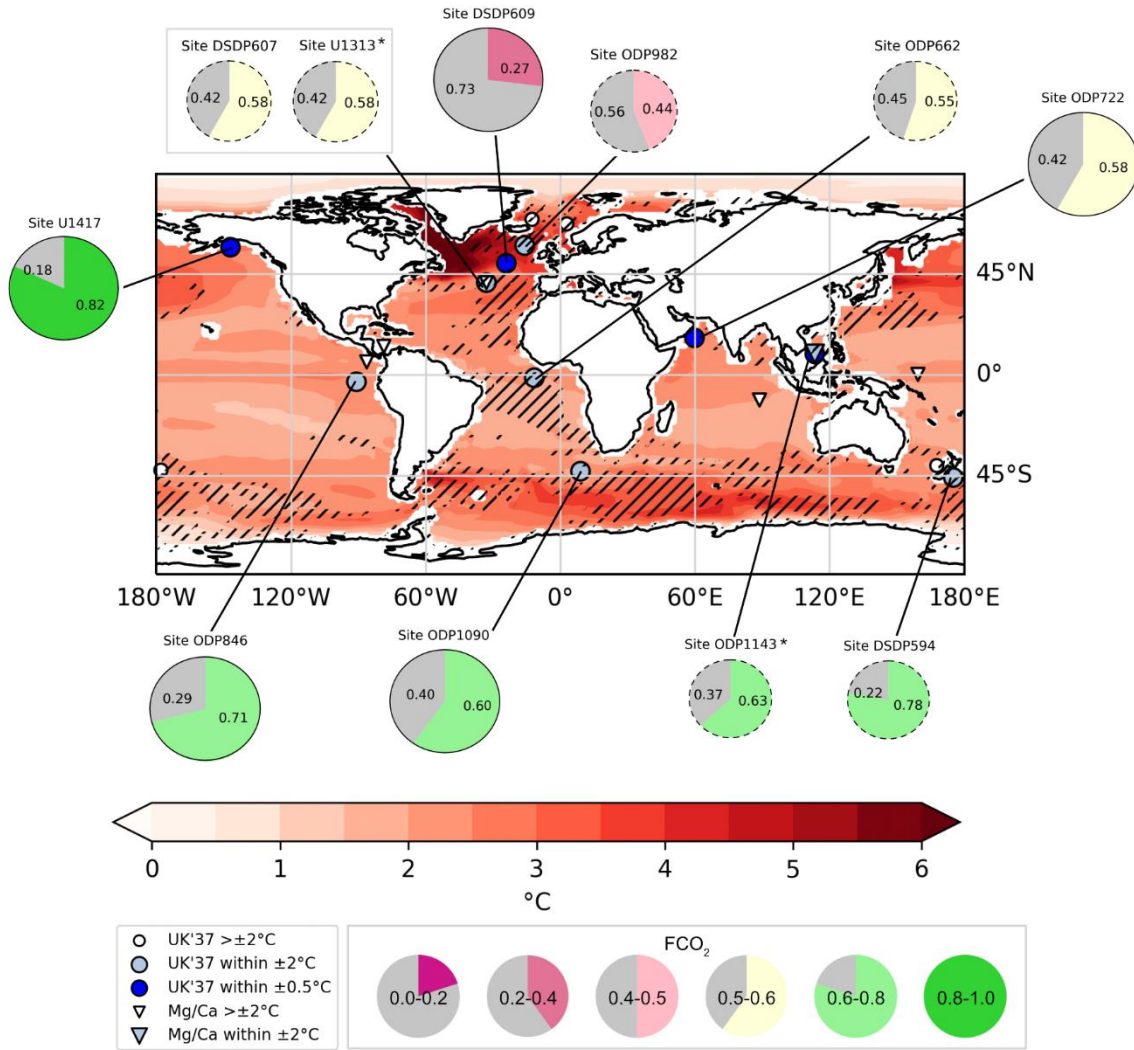 Site DSDP607
Site U1313*
Site DSDP609
Site ODP982
Site ODP662
Site ODP722
0.42
0.58
0.42
0.58
0.73
0.27
0.56
0.44
0.45
0.55
0.42
0.58
Site U1417
0.18
0.82
45°N
0°
45°S
180°W
120°W
60°W
0°
60°E
120°E
180°E
Site ODP846
Site ODP1090
Site ODP1143*
Site DSDP594
0.29
0.71
0.40
0.60
0.37
0.63
0.22
0.78
0 1 2 3 4 5 6
°C
UK'37 >±2°C
UK'37 within ±2°C
UK'37 within ±0.5°C
Mg/Ca >±2°C
Mg/Ca within ±2°C
FCO₂
0.0-0.2
0.2-0.4
0.4-0.5
0.5-0.6
0.6-0.8
0.8-1.0